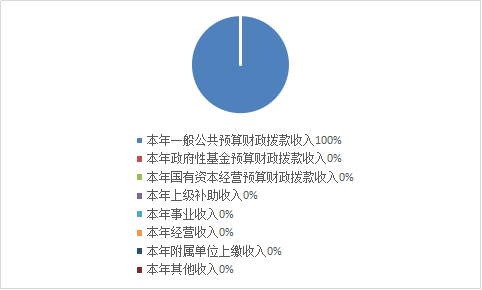 本年一般公共预算财政拨款收入100%
本年政府性基金预算财政拨款收入0%
本年国有资本经营预算财政拨款收入0%
本年上级补助收入0%
本年事业收入0%
本年经营收入0%
本年附属单位上缴收入0%
本年其他收入0%